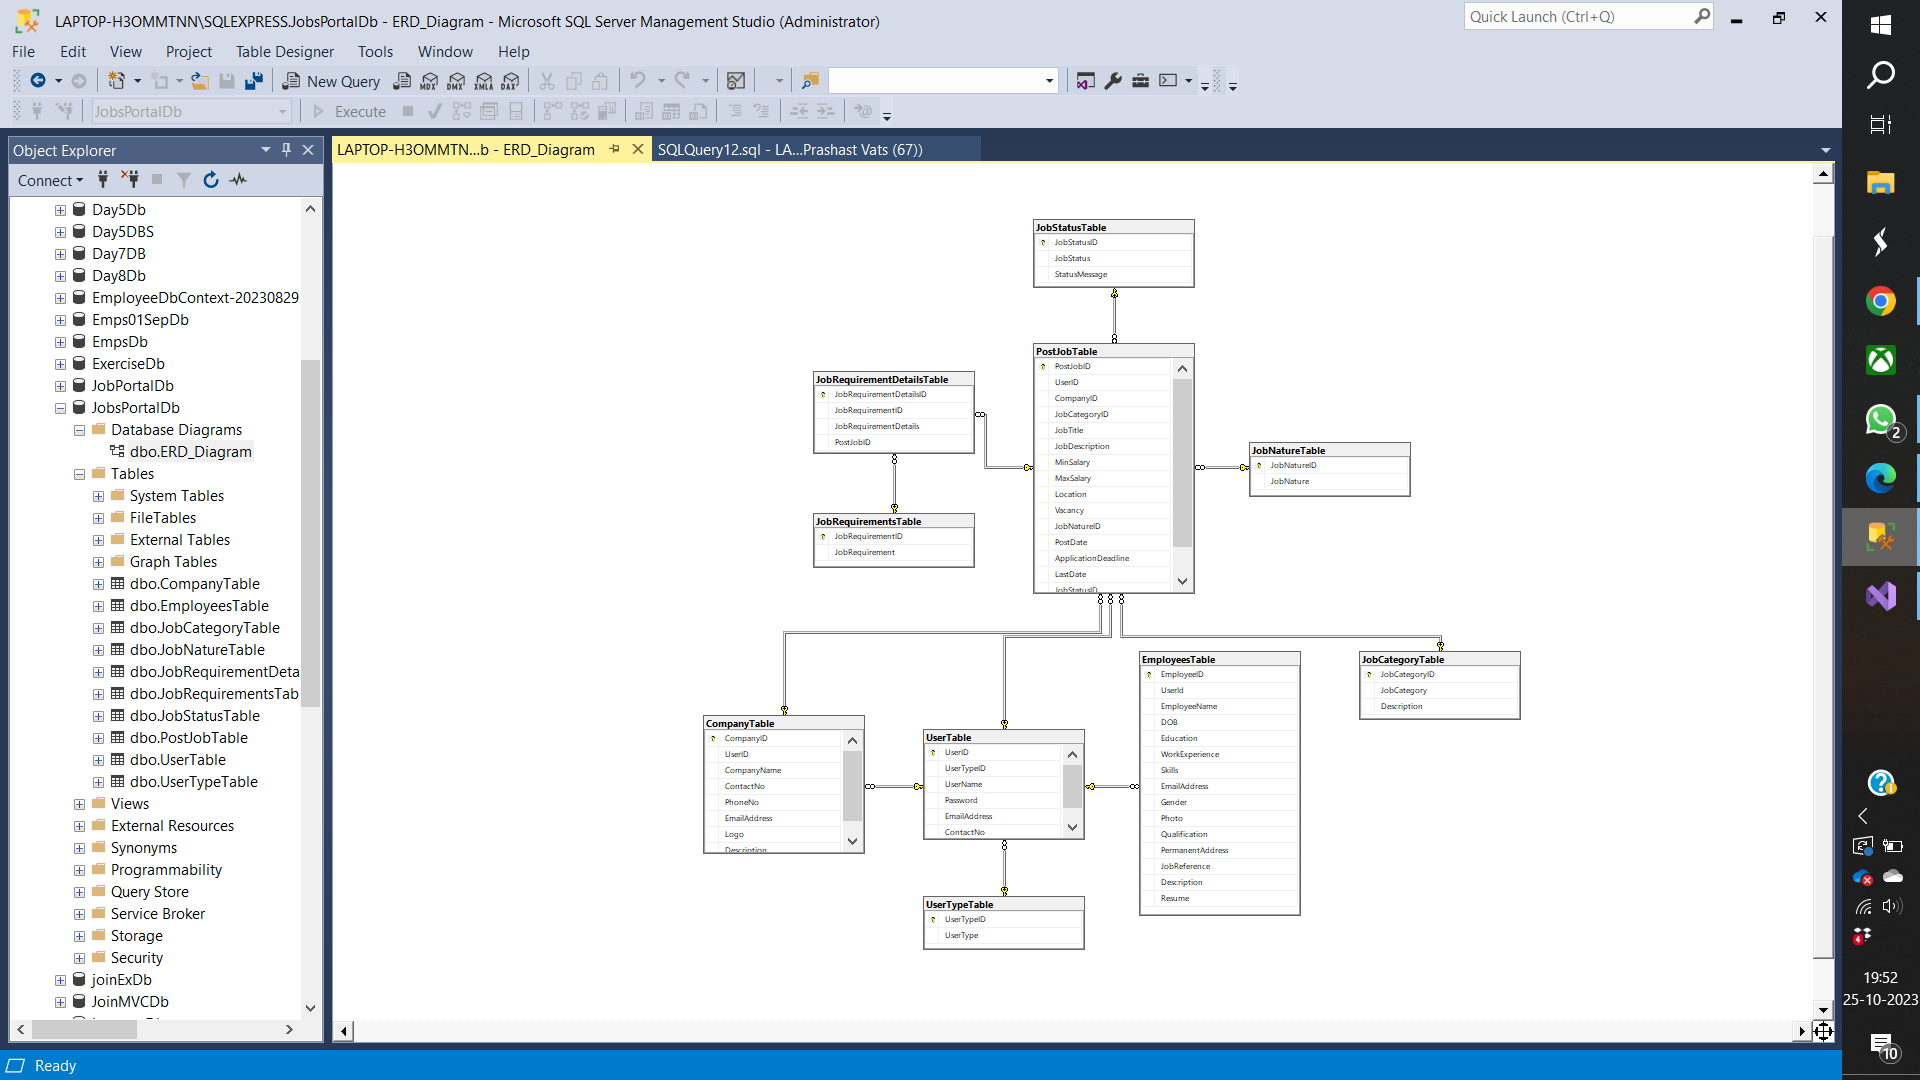 LAPTOP-H3OMMTNN\SQLEXPRESS.JobsPortalDb - ERD_Diagram - Microsoft SQL Server Management Studio (Administrator)
Quick Launch (Ctrl+Q)
File Edit View Project Table Designer Tools Window Help
New Query
MDX DMX XMLA DAX
JobsPortalDb
Execute
Object Explorer
LAPTOP-H3OMMTN...b - ERD_Diagram
SQLQuery12.sql - LA...Prashast Vats (67))
Connect
Day5Db
Day5DBS
Day7DB
Day8Db
EmployeeDbContext-20230829
Emps01SepDb
EmpsDb
ExerciseDb
JobPortalDb
JobsPortalDb
Database Diagrams
dbo.ERD_Diagram
Tables
System Tables
FileTables
External Tables
Graph Tables
dbo.CompanyTable
dbo.EmployeesTable
dbo.JobCategoryTable
dbo.JobNatureTable
dbo.JobRequirementDeta
dbo.JobRequirementsTab
dbo.JobStatusTable
dbo.PostJobTable
dbo.UserTable
dbo.UserTypeTable
Views
External Resources
Synonyms
Programmability
Query Store
Service Broker
Storage
Security
joinExDb
JoinMVCDb
JobStatusTable
JobStatusID
JobStatus
StatusMessage
PostJobTable
PostJobID
UserID
CompanyID
JobCategoryID
JobTitle
JobDescription
MinSalary
MaxSalary
Location
Vacancy
JobNatureID
PostDate
ApplicationDeadline
LastDate
JobStatusID
JobRequirementDetailsTable
JobRequirementDetailsID
JobRequirementID
JobRequirementDetails
PostJobID
JobRequirementsTable
JobRequirementID
JobRequirement
JobNatureTable
JobNatureID
JobNature
CompanyTable
CompanyID
UserID
CompanyName
ContactNo
PhoneNo
EmailAddress
Logo
Description
UserTable
UserID
UserTypeID
UserName
Password
EmailAddress
ContactNo
UserTypeTable
UserTypeID
UserType
EmployeesTable
EmployeeID
UserId
EmployeeName
DOB
Education
WorkExperience
Skills
EmailAddress
Gender
Photo
Qualification
PermanentAddress
JobReference
Description
Resume
JobCategoryTable
JobCategoryID
JobCategory
Description
Ready
2
4
19:52
25-10-2023
10